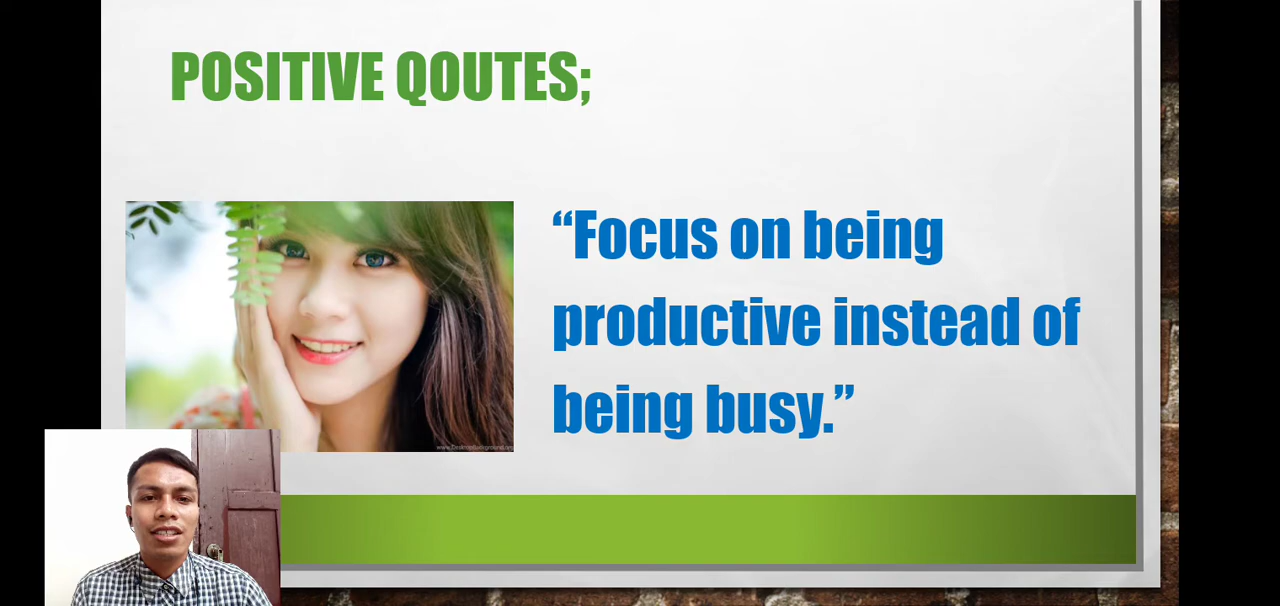 POSITIVE QOUTES;
“Focus on being
productive instead of
being busy.”